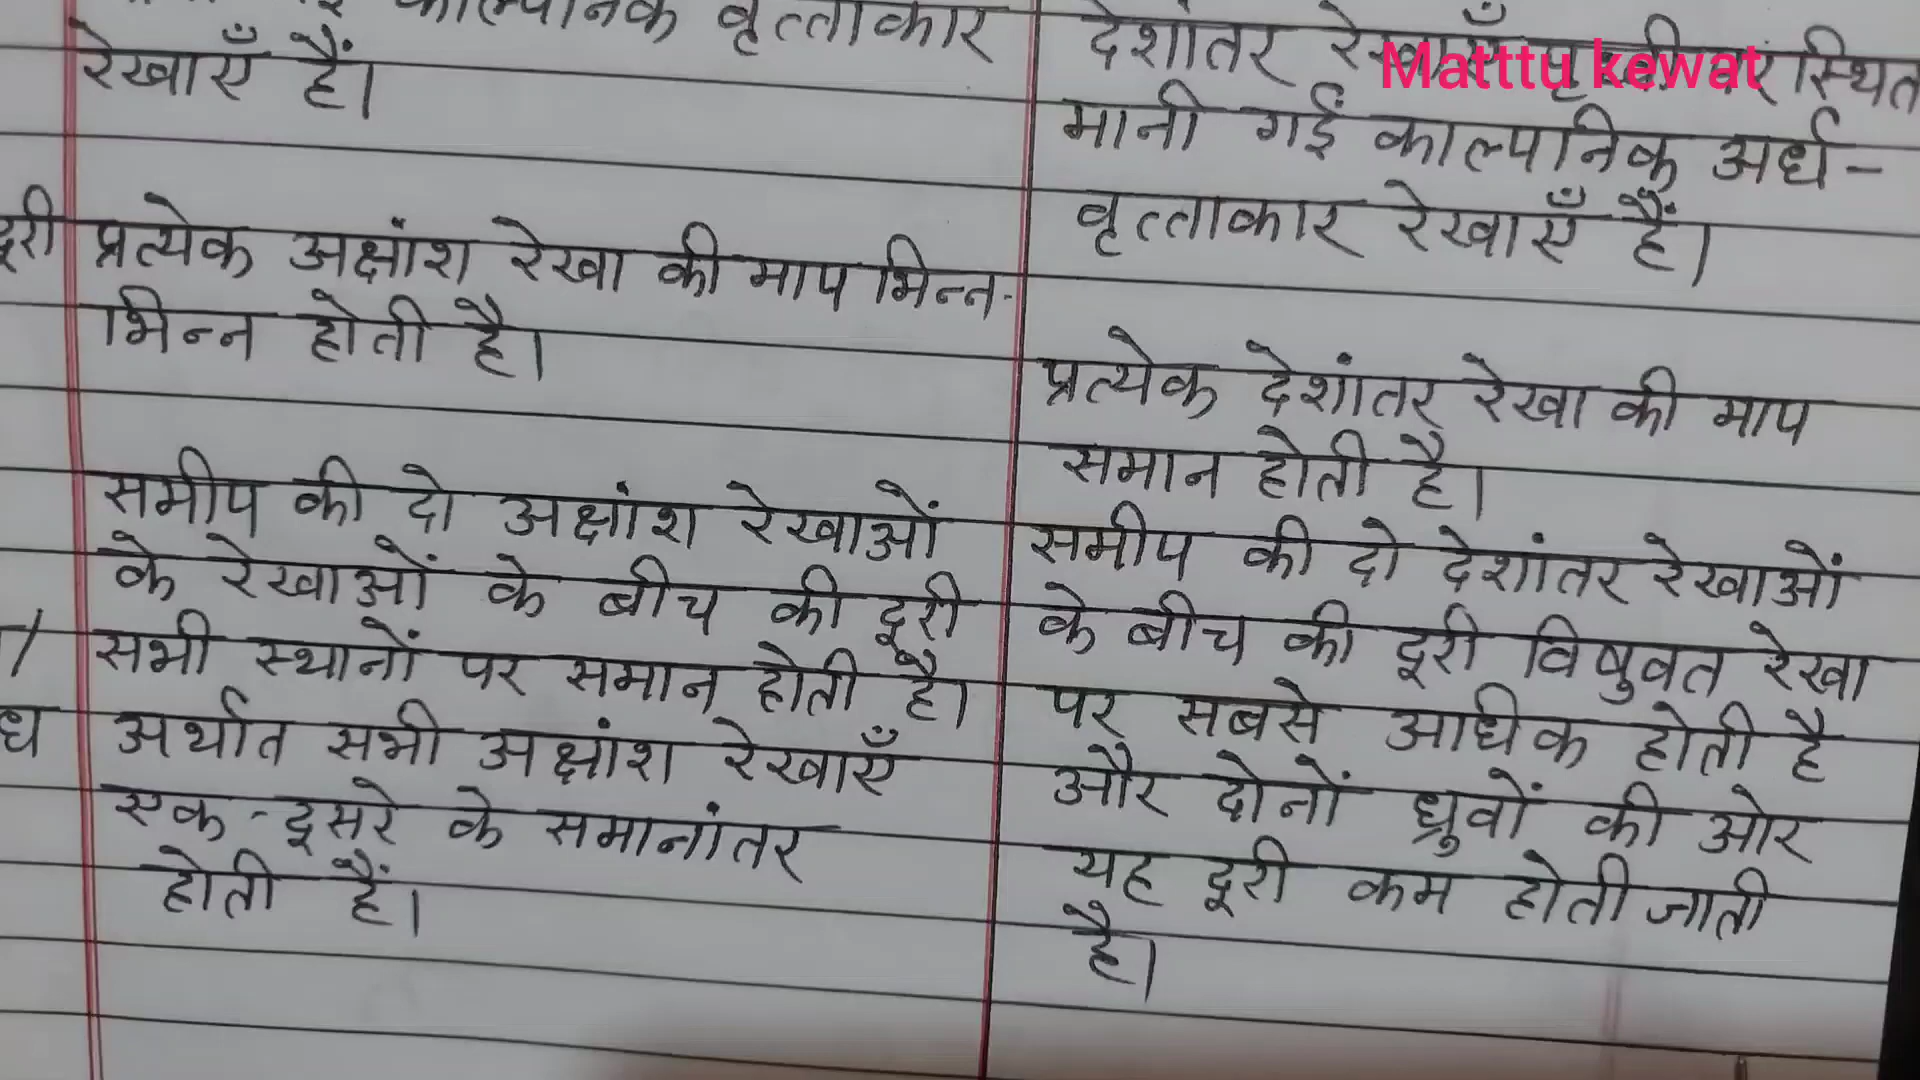 काल्पनिक वृत्ताकार
रेखाएँ हैं।
दूरी
प्रत्येक अक्षांश रेखा की माप भिन्न-
भिन्न होती है।
समीप की दो अक्षांश रेखाओं
के रेखाओं के बीच की दूरी
सभी स्थानों पर समान होती है।
अर्थात सभी अक्षांश रेखाएँ
एक-दूसरे के समानांतर
होती हैं।
देशांतर रेखाएँ स्थित
Matttu kewat
मानी गई काल्पनिक अर्ध-
वृत्ताकार रेखाएँ हैं।
प्रत्येक देशांतर रेखा की माप
समान होती है।
समीप की दो देशांतर रेखाओं
के बीच की दूरी विषुवत रेखा
पर सबसे अधिक होती है
और दोनों ध्रुवों की ओर
यह दूरी कम होती जाती
है।